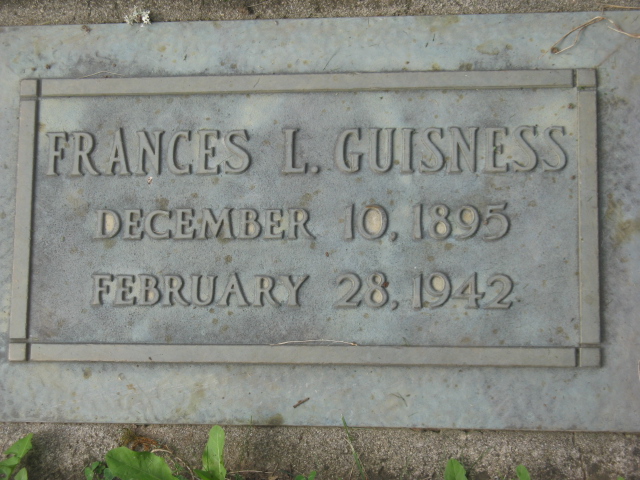 FRANCES L. GUISNESS
DECEMBER 10, 1895
FEBRUARY 28, 1942